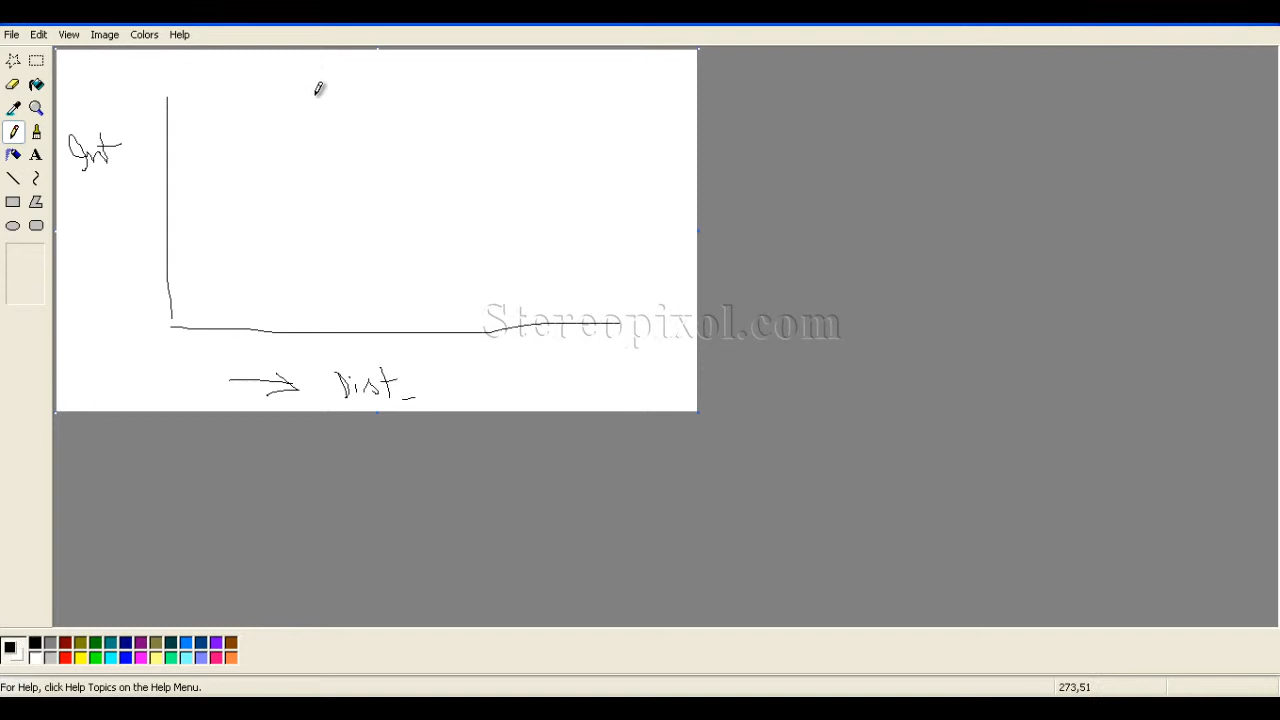 File Edit View Image Colors Help
Int
Stereopixol.com
Dist
For Help, click Help Topics on the Help Menu. 273,51